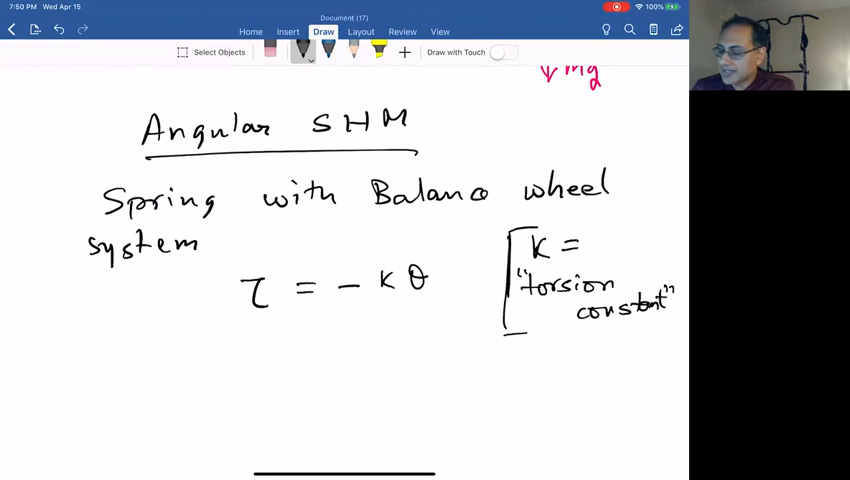 7:50 PM Wed Apr 15
100%
Document (17)
Home Insert Draw Layout Review View
Select Objects
Draw with Touch
mg
Angular SHM
Spring with Balance wheel
system
τ = - κ θ
κ =
"torsion
constant"